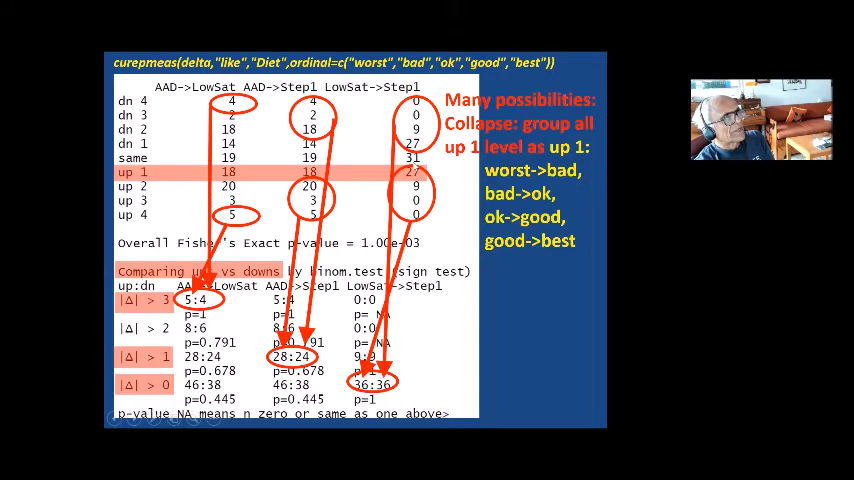 curepmeas(delta,"like","Diet",ordinal=c("worst","bad","ok","good","best"))
AAD->LowSat AAD->Step1 LowSat->Step1
dn 4 4 4 0
dn 3 2 2 0
dn 2 18 18 9
dn 1 14 14 27
same 19 19 31
up 1 18 18 27
up 2 20 20 9
up 3 3 3 0
up 4 5 5 0
Many possibilities:
Collapse: group all
up 1 level as up 1:
worst->bad,
bad->ok,
ok->good,
good->best
Overall Fisher's Exact p-value = 1.00e-03
Comparing ups vs downs by binom.test (sign test)
up:dn AAD->LowSat AAD->Step1 LowSat->Step1
|Δ| > 3 5:4 5:4 0:0
p=1 p=1 p= NA
|Δ| > 2 8:6 8:6 0:0
p=0.791 p=0.791 p= NA
|Δ| > 1 28:24 28:24 9:9
p=0.678 p=0.678 p=1
|Δ| > 0 46:38 46:38 36:36
p=0.445 p=0.445 p=1
p-value NA means n zero or same as one above>